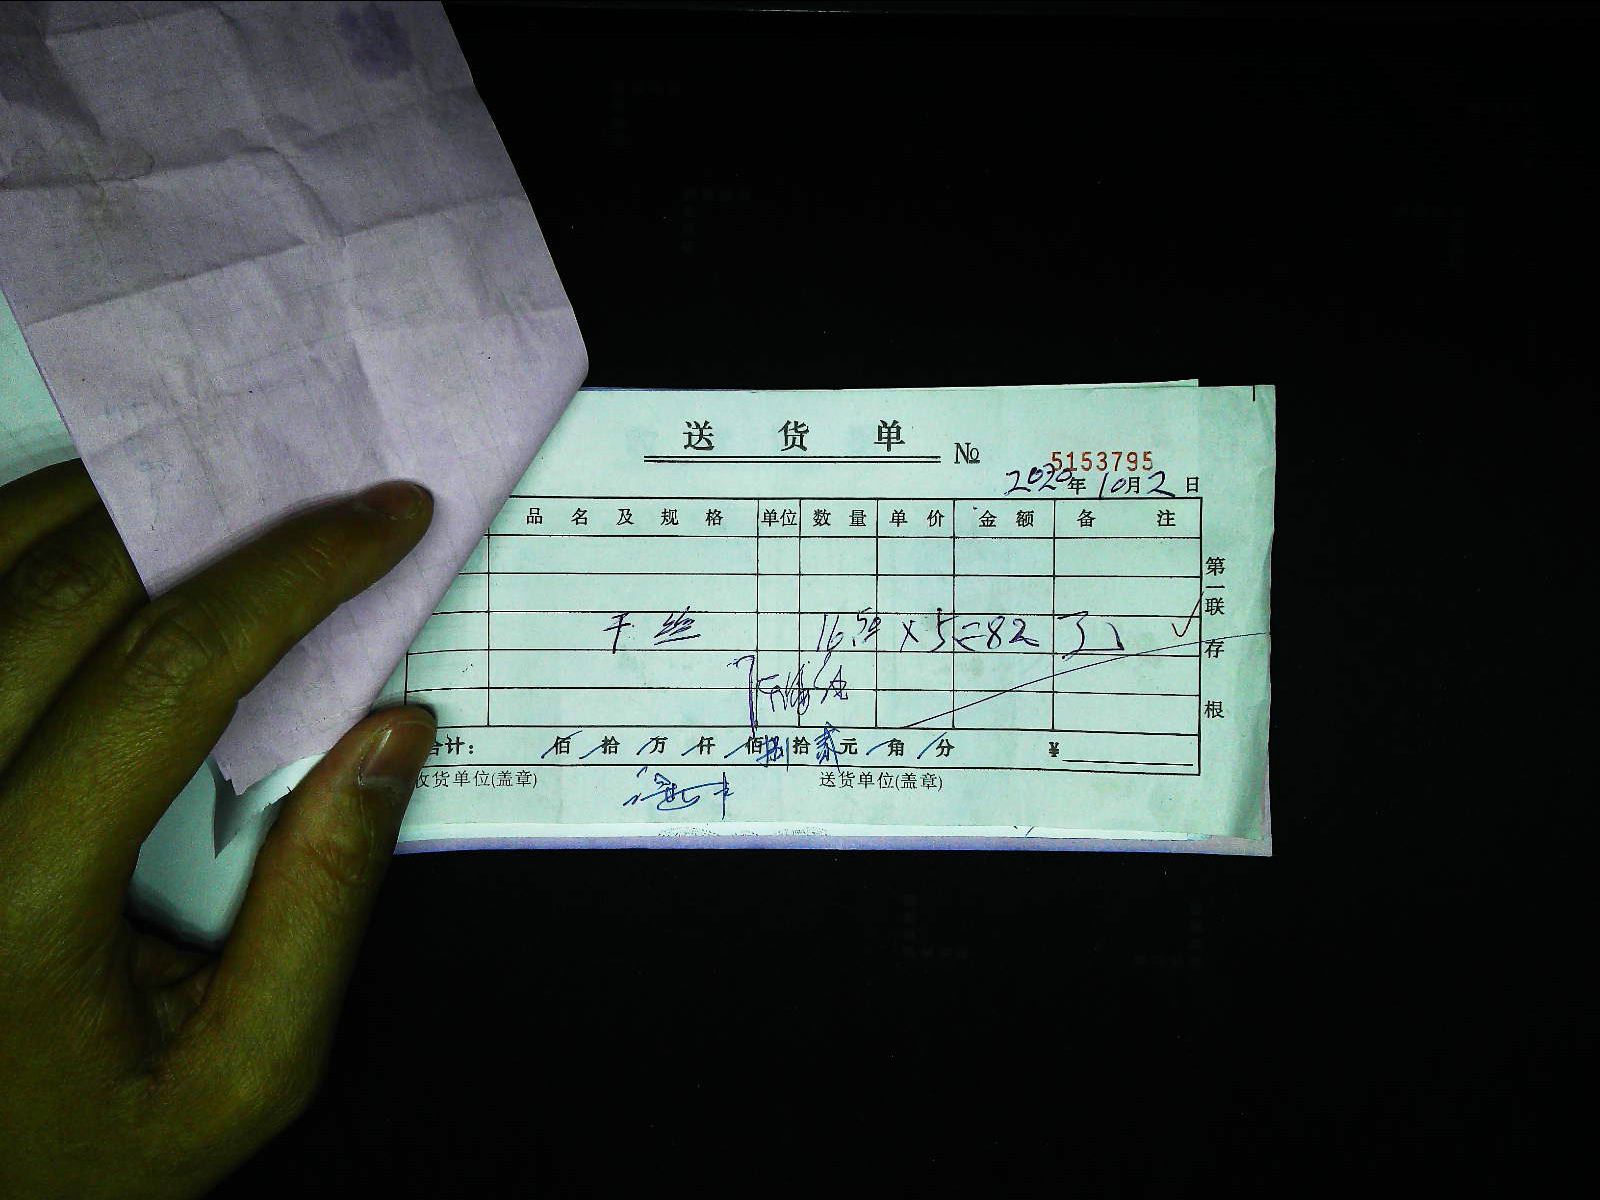 送 货 单
№ 5153795
2020年10月2日
品 名 及 规 格 单位 数 量 单 价 金 额 备 注
干丝 16.50 × 5 = 82
合计： 佰 拾 万 仟 佰 捌拾 贰元 角 分 ¥
收货单位(盖章) 送货单位(盖章)
第一联 存根